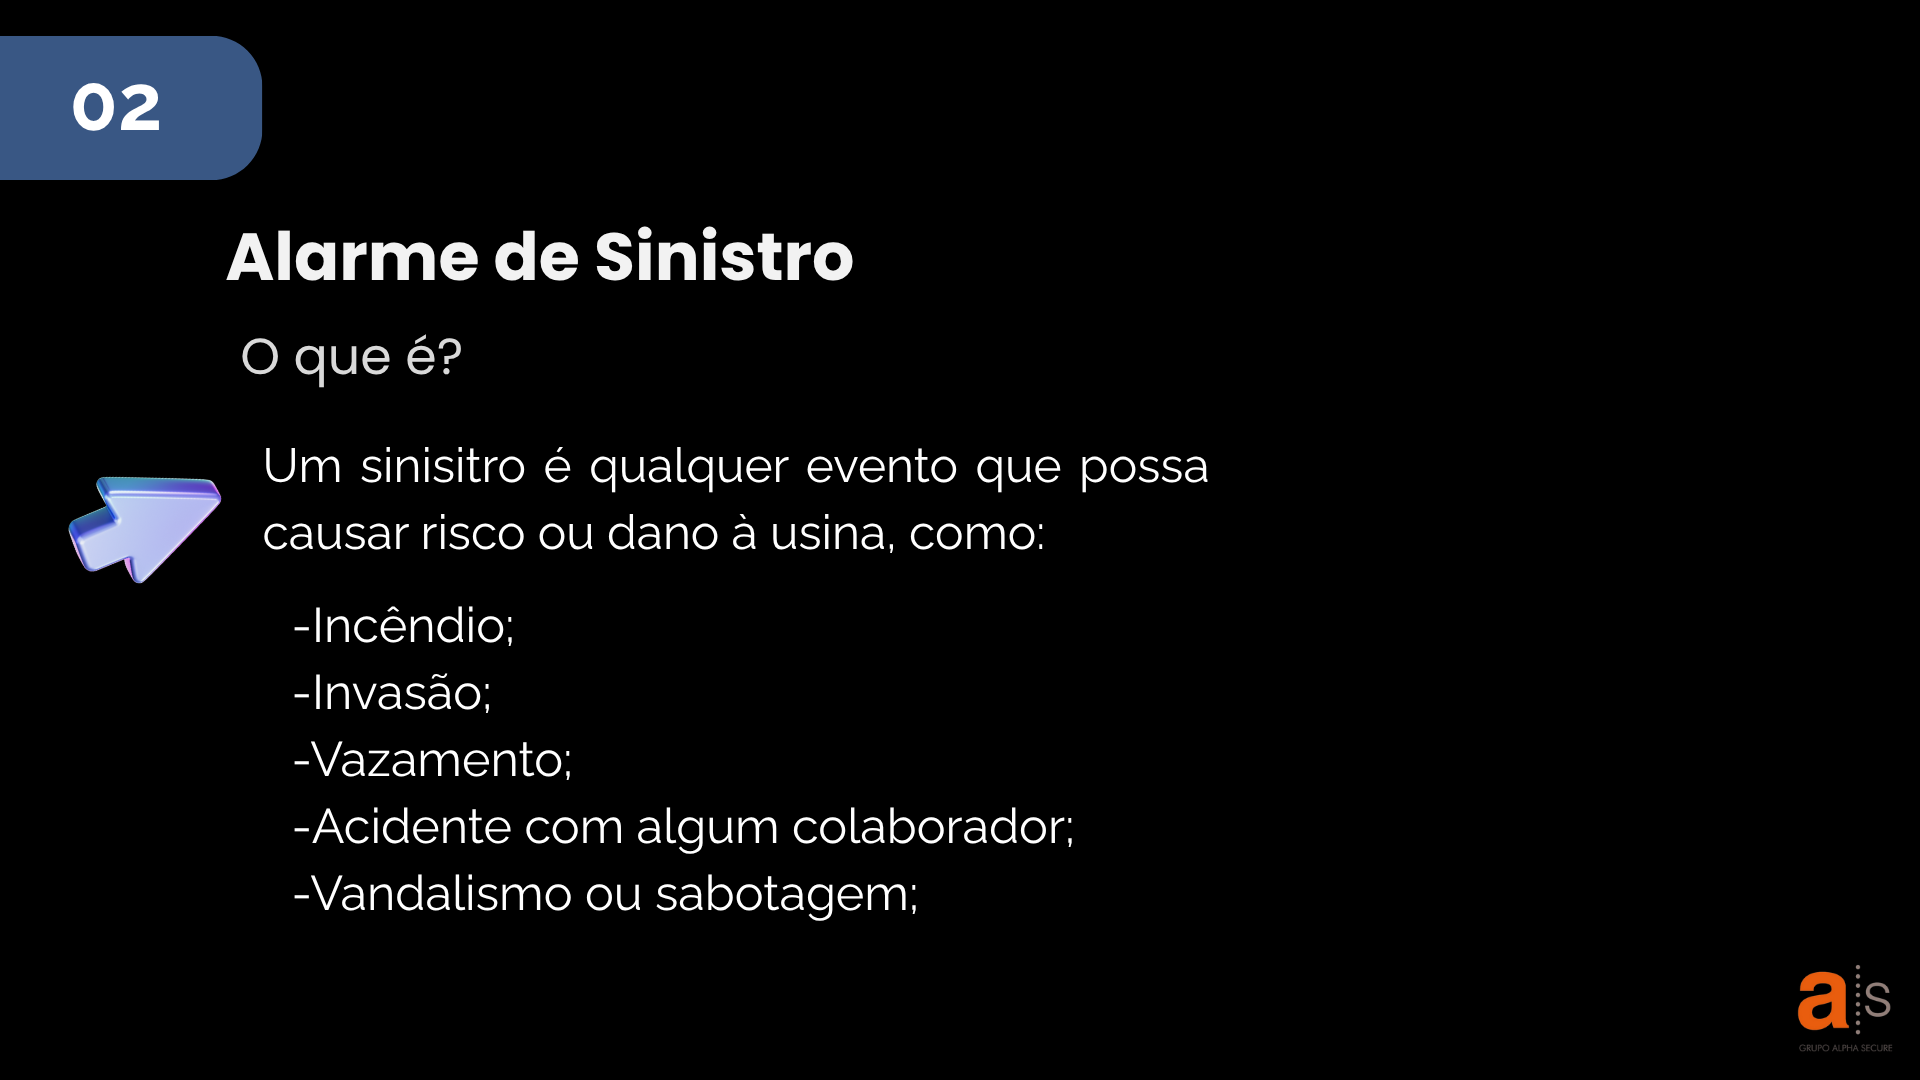 02
Alarme de Sinistro
O que é?
Um sinisitro é qualquer evento que possa
causar risco ou dano à usina, como:
-Incêndio;
-Invasão;
-Vazamento;
-Acidente com algum colaborador;
-Vandalismo ou sabotagem;
a S
GRUPO ALPHA SECURE